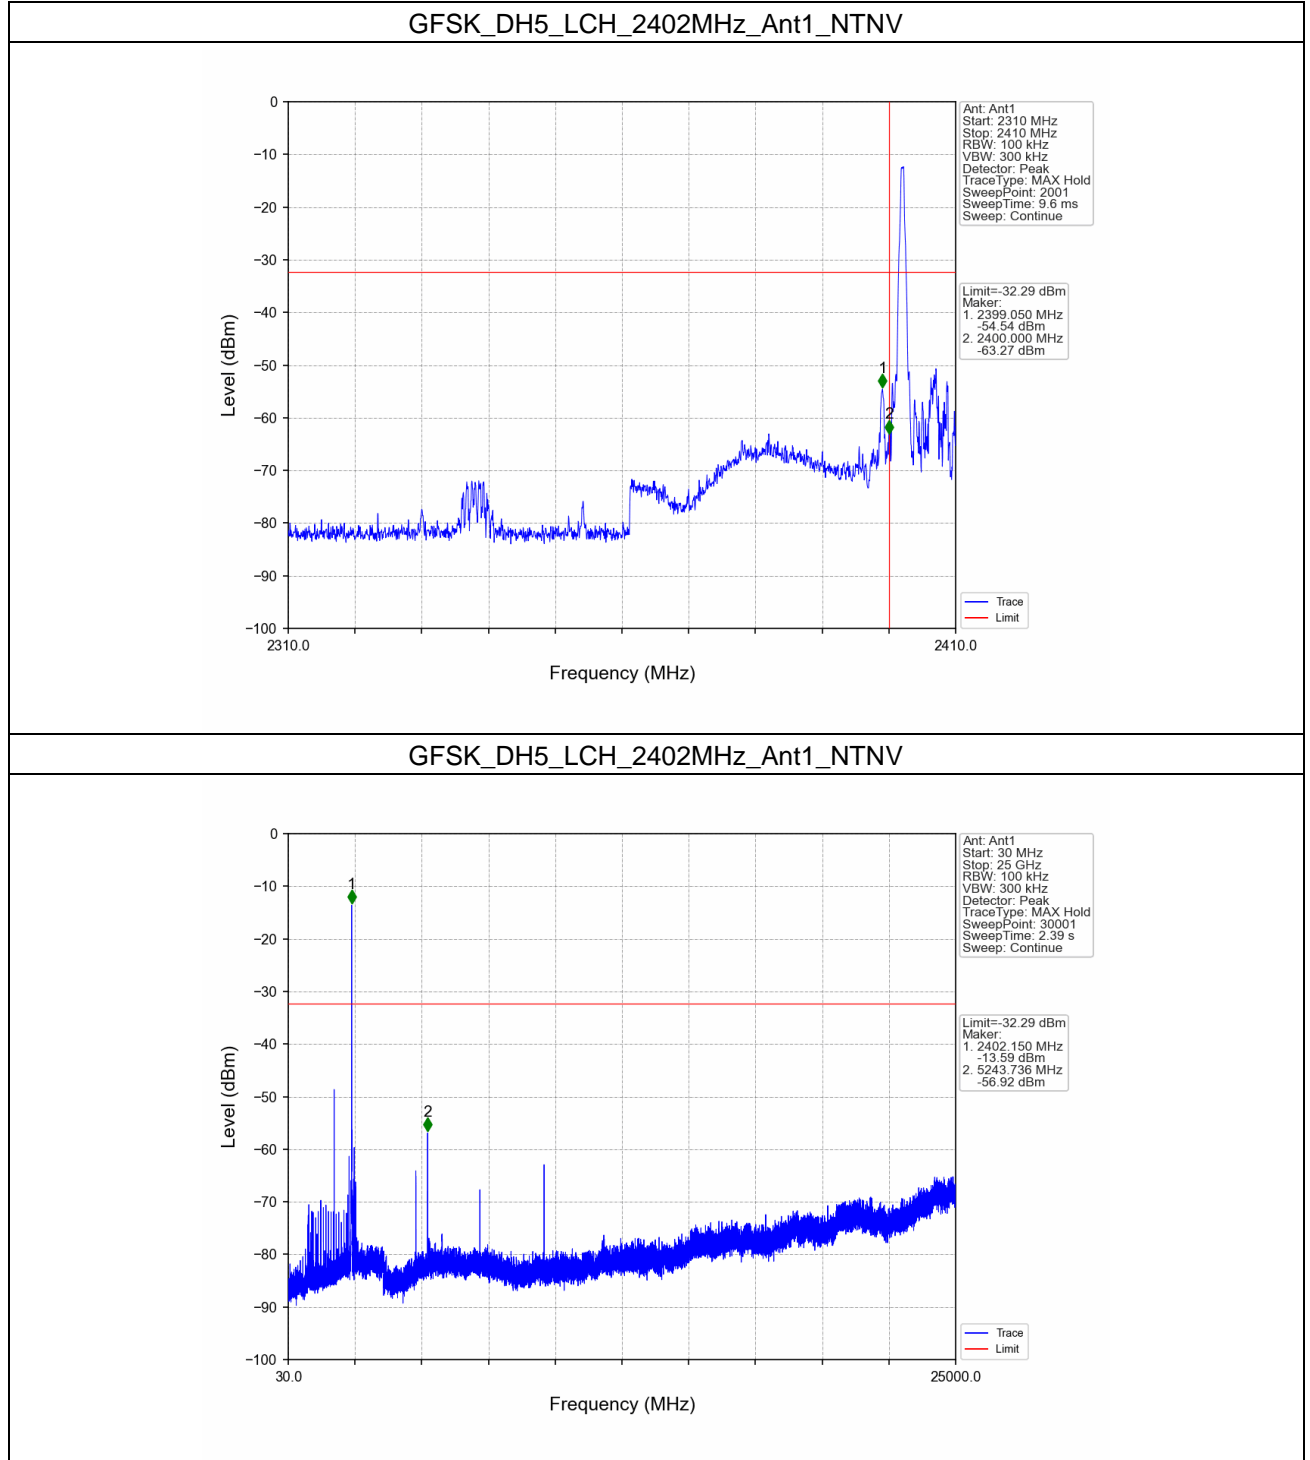 GFSK_DH5_LCH_2402MHz_Ant1_NTNV
0
−10
−20
−30
−40
−50
−60
−70
−80
−90
−100
Level (dBm)
2310.0
2410.0
Frequency (MHz)
1
2
Ant: Ant1
Start: 2310 MHz
Stop: 2410 MHz
RBW: 100 kHz
VBW: 300 kHz
Detector: Peak
TraceType: MAX Hold
SweepPoint: 2001
SweepTime: 9.6 ms
Sweep: Continue
Limit=-32.29 dBm
Maker:
1. 2399.050 MHz
-54.54 dBm
2. 2400.000 MHz
-63.27 dBm
Trace
Limit
GFSK_DH5_LCH_2402MHz_Ant1_NTNV
0
−10
−20
−30
−40
−50
−60
−70
−80
−90
−100
Level (dBm)
30.0
25000.0
Frequency (MHz)
1
2
Ant: Ant1
Start: 30 MHz
Stop: 25 GHz
RBW: 100 kHz
VBW: 300 kHz
Detector: Peak
TraceType: MAX Hold
SweepPoint: 30001
SweepTime: 2.39 s
Sweep: Continue
Limit=-32.29 dBm
Maker:
1. 2402.150 MHz
-13.59 dBm
2. 5243.736 MHz
-56.92 dBm
Trace
Limit